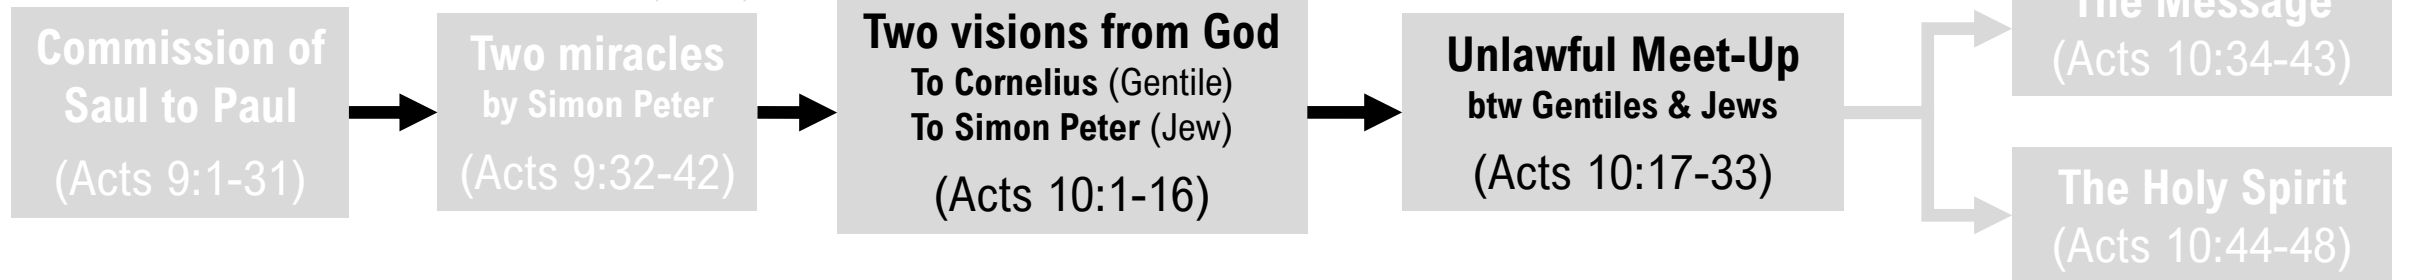 Commission of
Saul to Paul
(Acts 9:1-31)
Two miracles
by Simon Peter
(Acts 9:32-42)
Two visions from God
To Cornelius (Gentile)
To Simon Peter (Jew)
(Acts 10:1-16)
Unlawful Meet-Up
btw Gentiles & Jews
(Acts 10:17-33)
The Message
(Acts 10:34-43)
The Holy Spirit
(Acts 10:44-48)